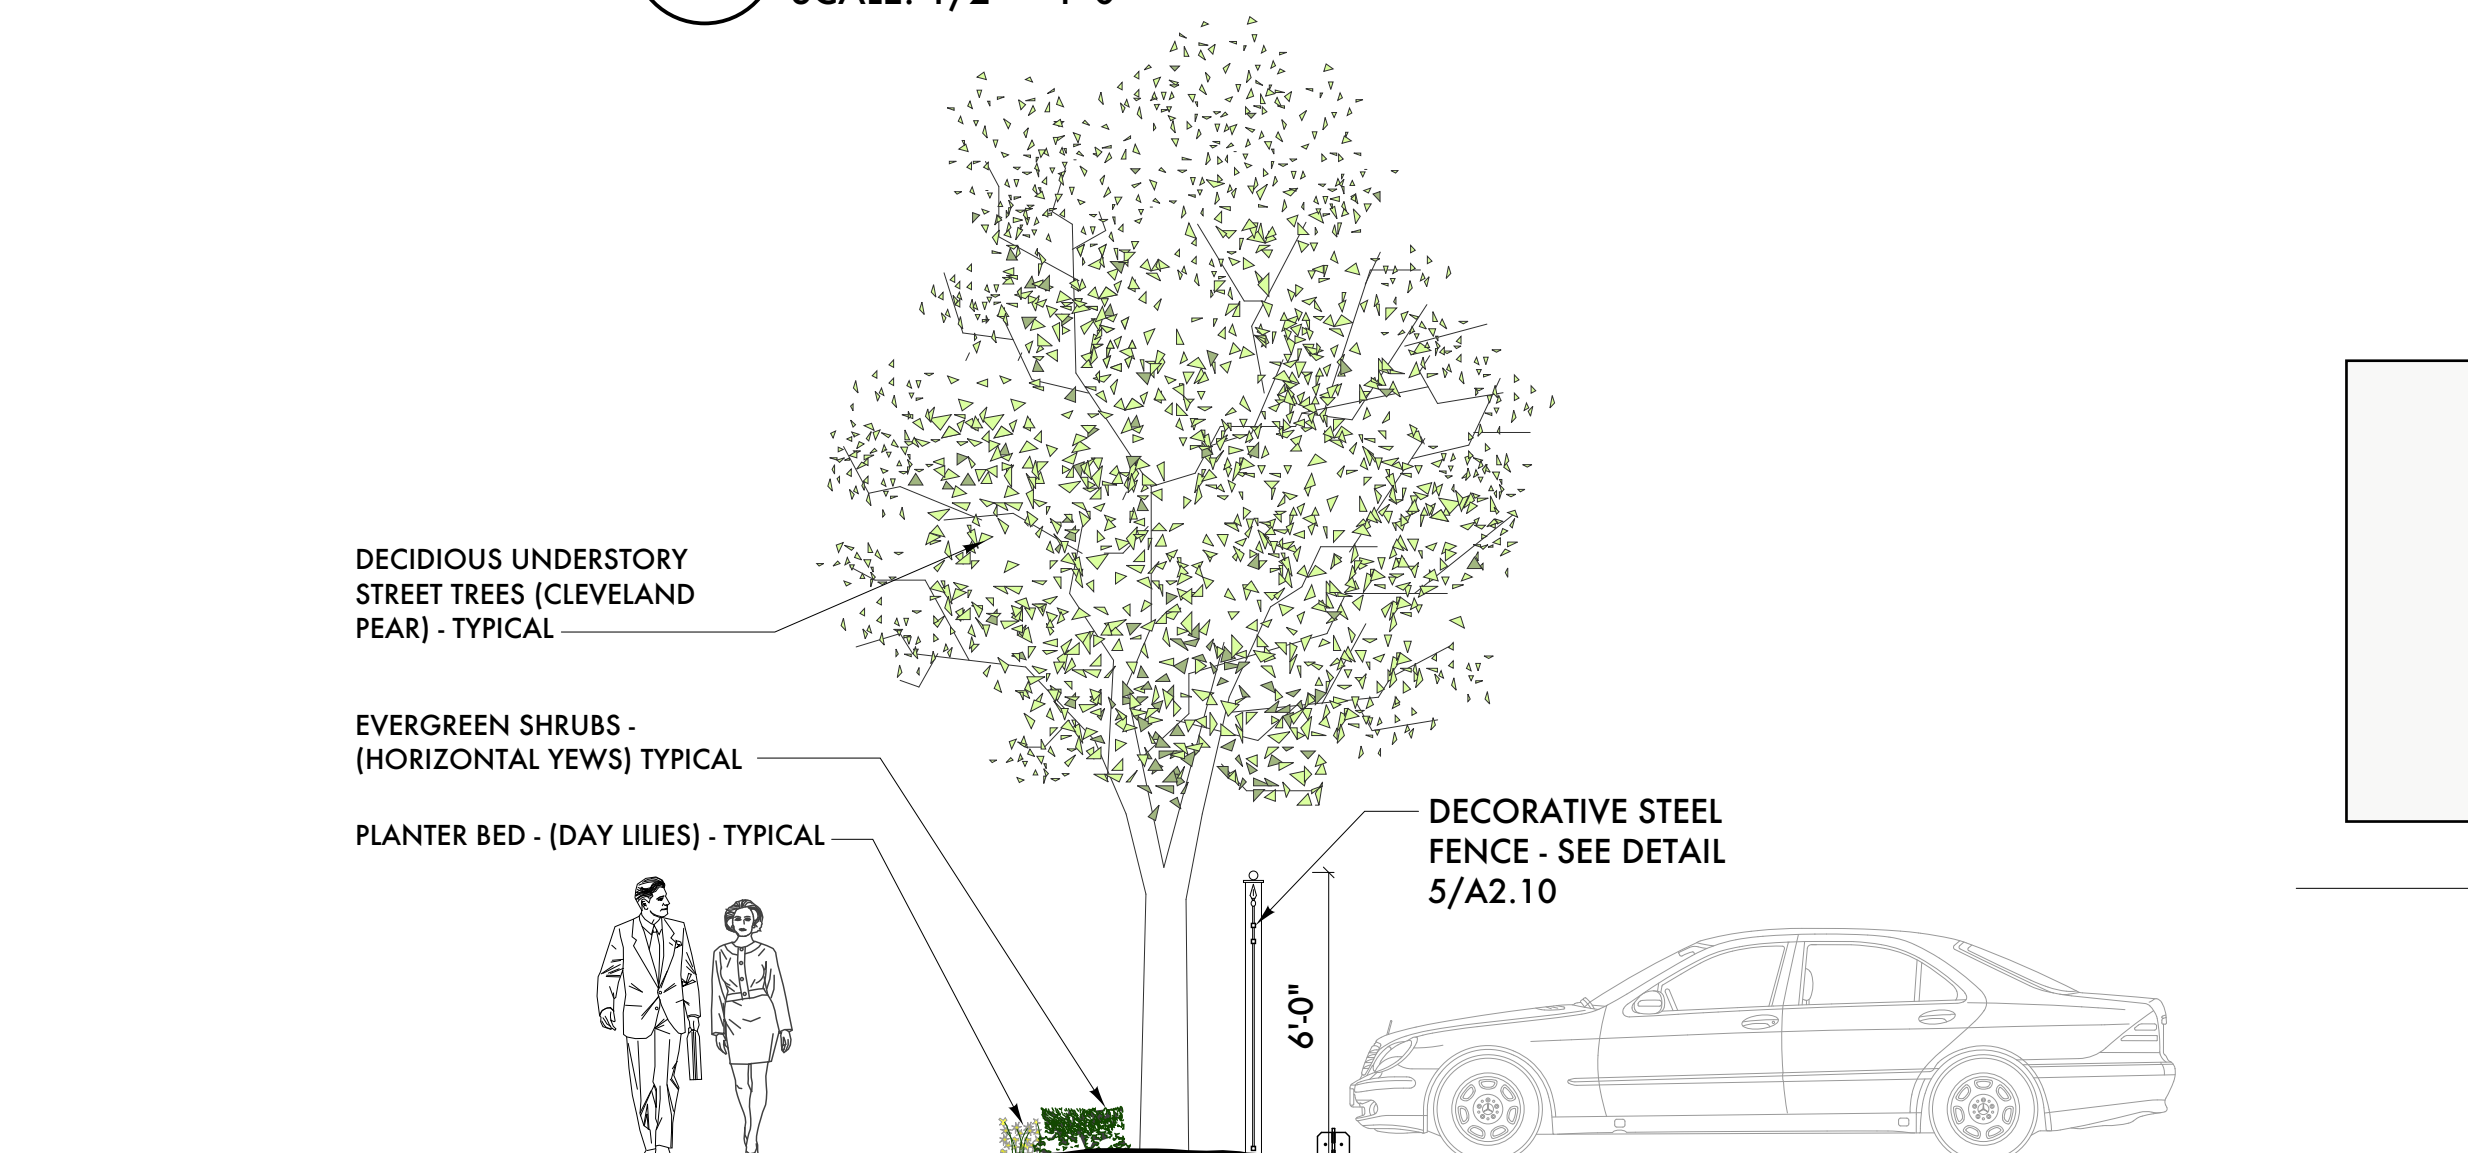 DECIDIOUS UNDERSTORY
STREET TREES (CLEVELAND
PEAR) - TYPICAL
EVERGREEN SHRUBS -
(HORIZONTAL YEWS) TYPICAL
PLANTER BED - (DAY LILIES) - TYPICAL
DECORATIVE STEEL
FENCE - SEE DETAIL
5/A2.10
6'-0"